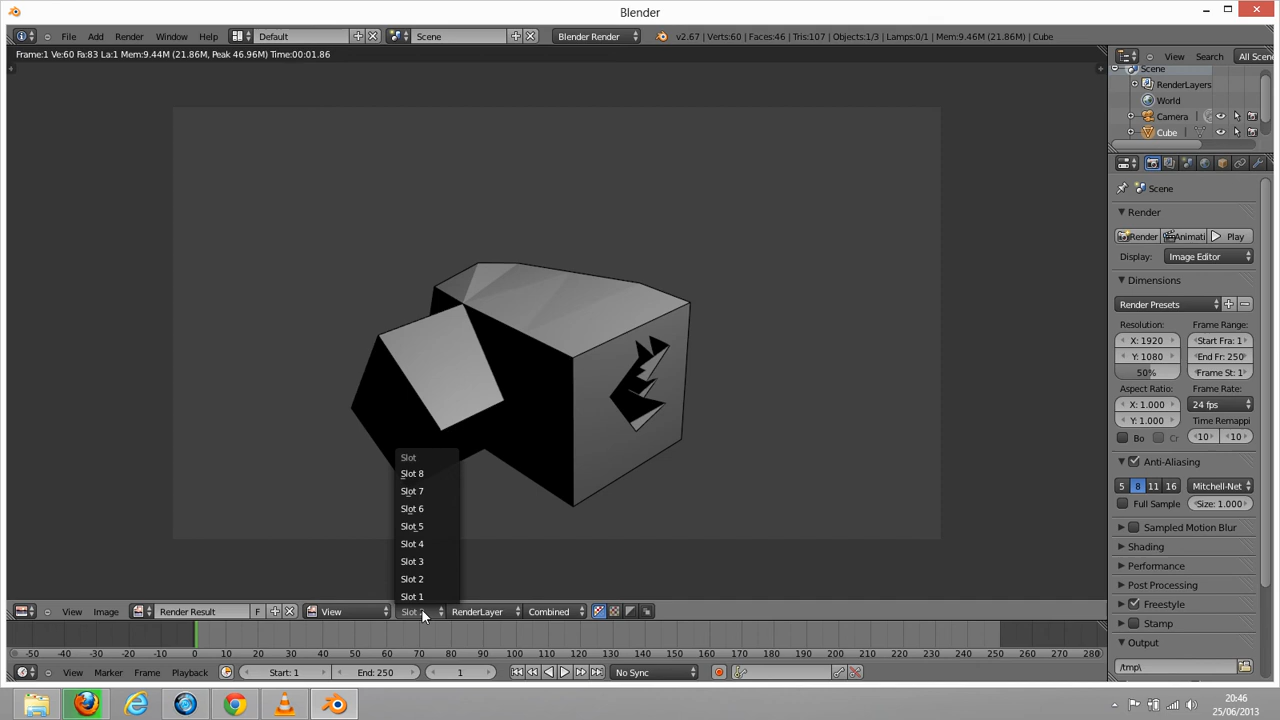 Blender
File Add Render Window Help Default Scene Blender Render v2.67 | Verts:60 | Faces:46 | Tris:107 | Objects:1/3 | Lamps:0/1 | Mem:9.46M (21.86M) | Cube
Frame:1 Ve:60 Fa:83 La:1 Mem:9.44M (21.86M, Peak 46.96M) Time:00:01.86
View Search All Scene
Scene
RenderLayers
World
Camera
Cube
Scene
Render
Render Animati Play
Display: Image Editor
Dimensions
Render Presets
Resolution: Frame Range:
X: 1920 Start Fra: 1
Y: 1080 End Fr: 250
50% Frame St: 1
Aspect Ratio: Frame Rate:
X: 1.000 24 fps
Y: 1.000 Time Remappi
Bo Cr 10 10
Anti-Aliasing
5 8 11 16 Mitchell-Net
Full Sample Size: 1.000
Sampled Motion Blur
Shading
Performance
Post Processing
Freestyle
Stamp
Output
/tmp\
Slot
Slot 8
Slot 7
Slot 6
Slot 5
Slot 4
Slot 3
Slot 2
Slot 1
View Image Render Result F View Slot RenderLayer Combined
-50 -40 -30 -20 -10 0 10 20 30 40 50 60 70 80 90 100 110 120 130 140 150 160 170 180 190 200 210 220 230 240 250 260 270 280
View Marker Frame Playback Start: 1 End: 250 1 No Sync
20:46
25/06/2013